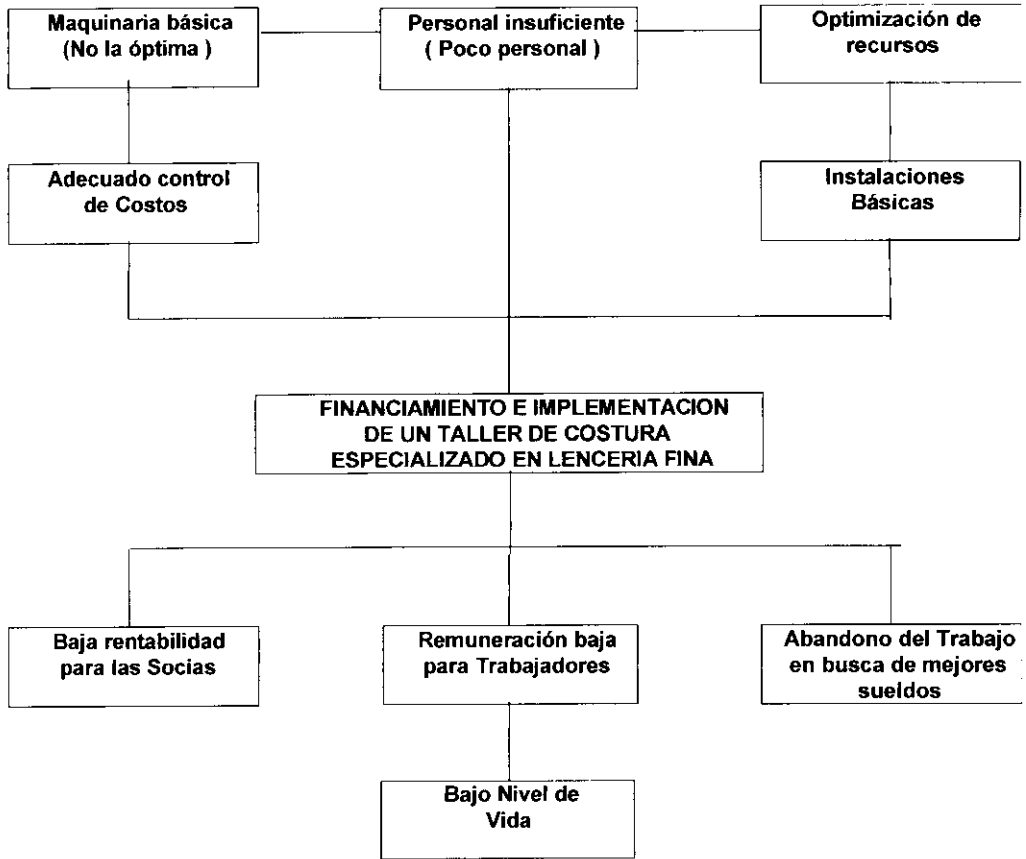 Maquinaria básica
(No la óptima )
Personal insuficiente
( Poco personal )
Optimización de
recursos
Adecuado control
de Costos
Instalaciones
Básicas
FINANCIAMIENTO E IMPLEMENTACION
DE UN TALLER DE COSTURA
ESPECIALIZADO EN LENCERIA FINA
Baja rentabilidad
para las Socias
Remuneración baja
para Trabajadores
Abandono del Trabajo
en busca de mejores
sueldos
Bajo Nivel de
Vida